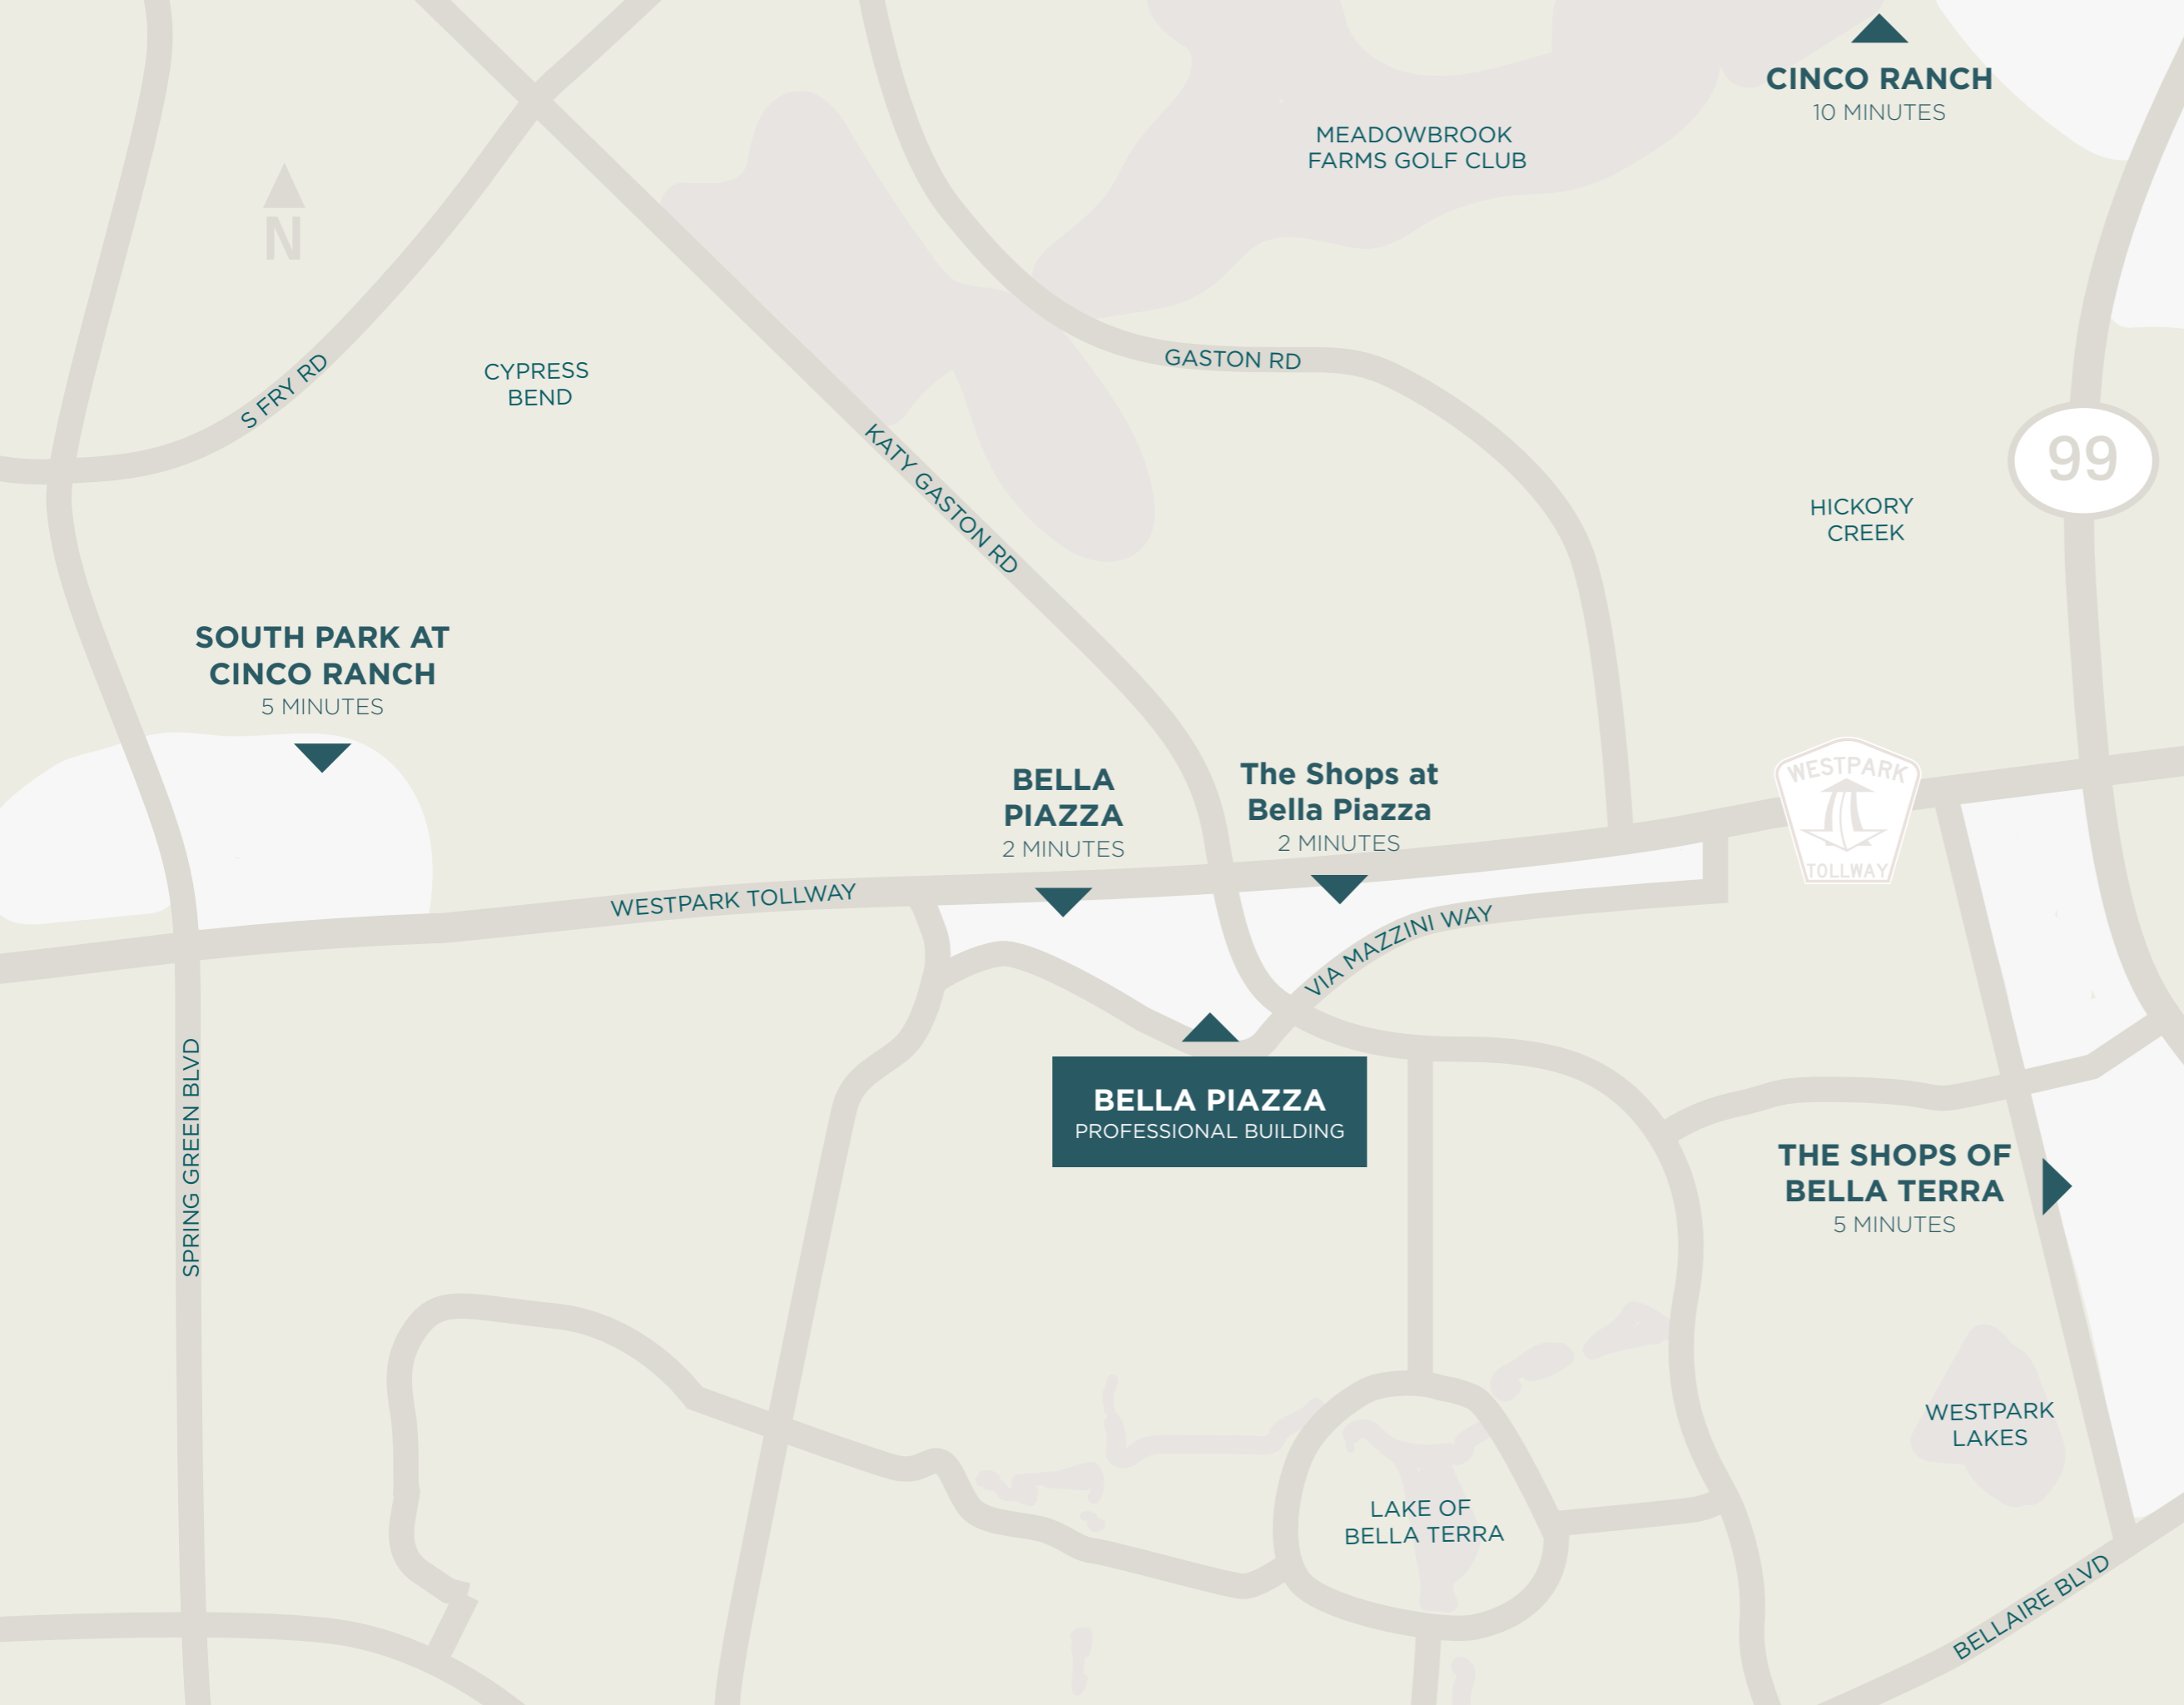 CINCO RANCH
10 MINUTES
MEADOWBROOK
FARMS GOLF CLUB
N
S FRY RD
CYPRESS
BEND
GASTON RD
KATY GASTON RD
99
HICKORY
CREEK
SOUTH PARK AT
CINCO RANCH
5 MINUTES
BELLA
PIAZZA
2 MINUTES
The Shops at
Bella Piazza
2 MINUTES
WESTPARK
TOLLWAY
WESTPARK TOLLWAY
VIA MAZZINI WAY
SPRING GREEN BLVD
BELLA PIAZZA
PROFESSIONAL BUILDING
THE SHOPS OF
BELLA TERRA
5 MINUTES
WESTPARK
LAKES
LAKE OF
BELLA TERRA
BELLAIRE BLVD